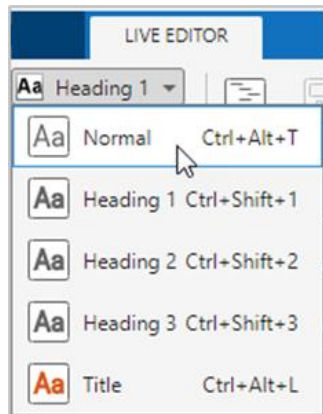 LIVE EDITOR
Aa Heading 1
Aa Normal Ctrl+Alt+T
Aa Heading 1 Ctrl+Shift+1
Aa Heading 2 Ctrl+Shift+2
Aa Heading 3 Ctrl+Shift+3
Aa Title Ctrl+Alt+L